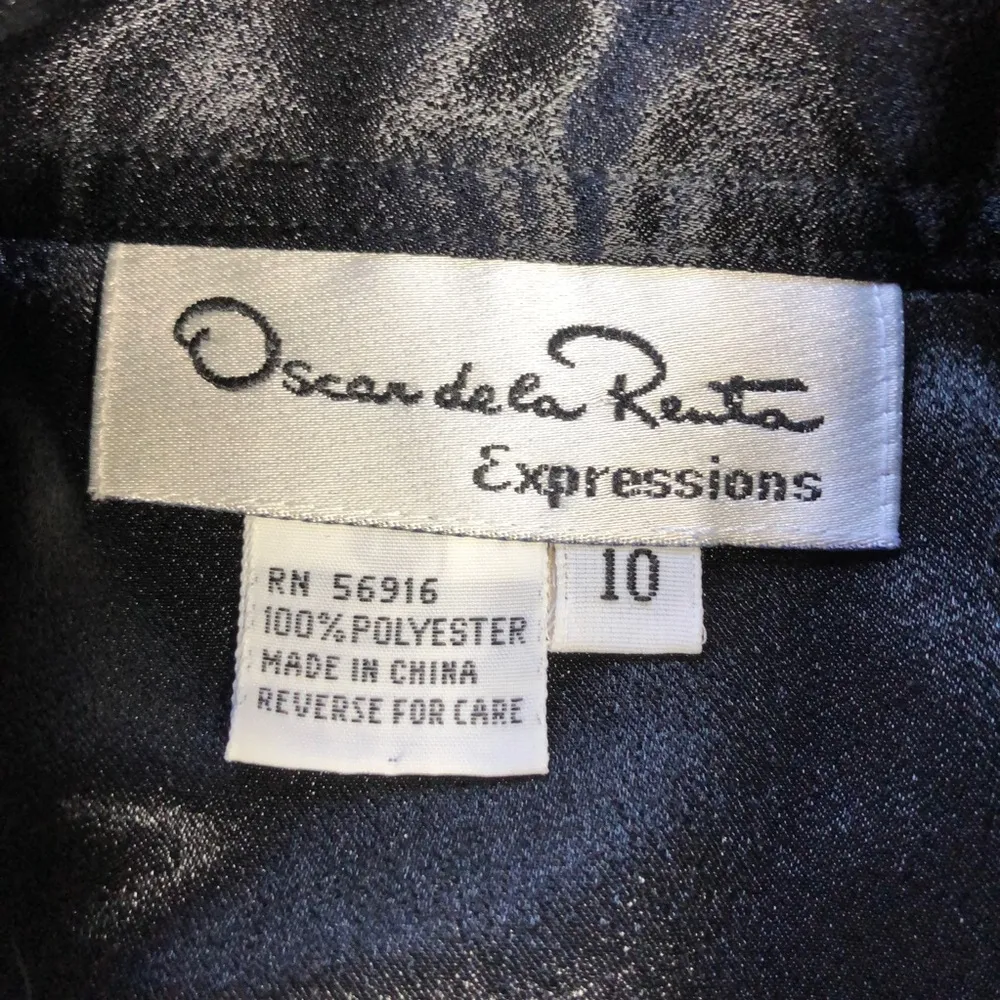 Oscar de la Renta
Expressions
10
RN 56916
100% POLYESTER
MADE IN CHINA
REVERSE FOR CARE